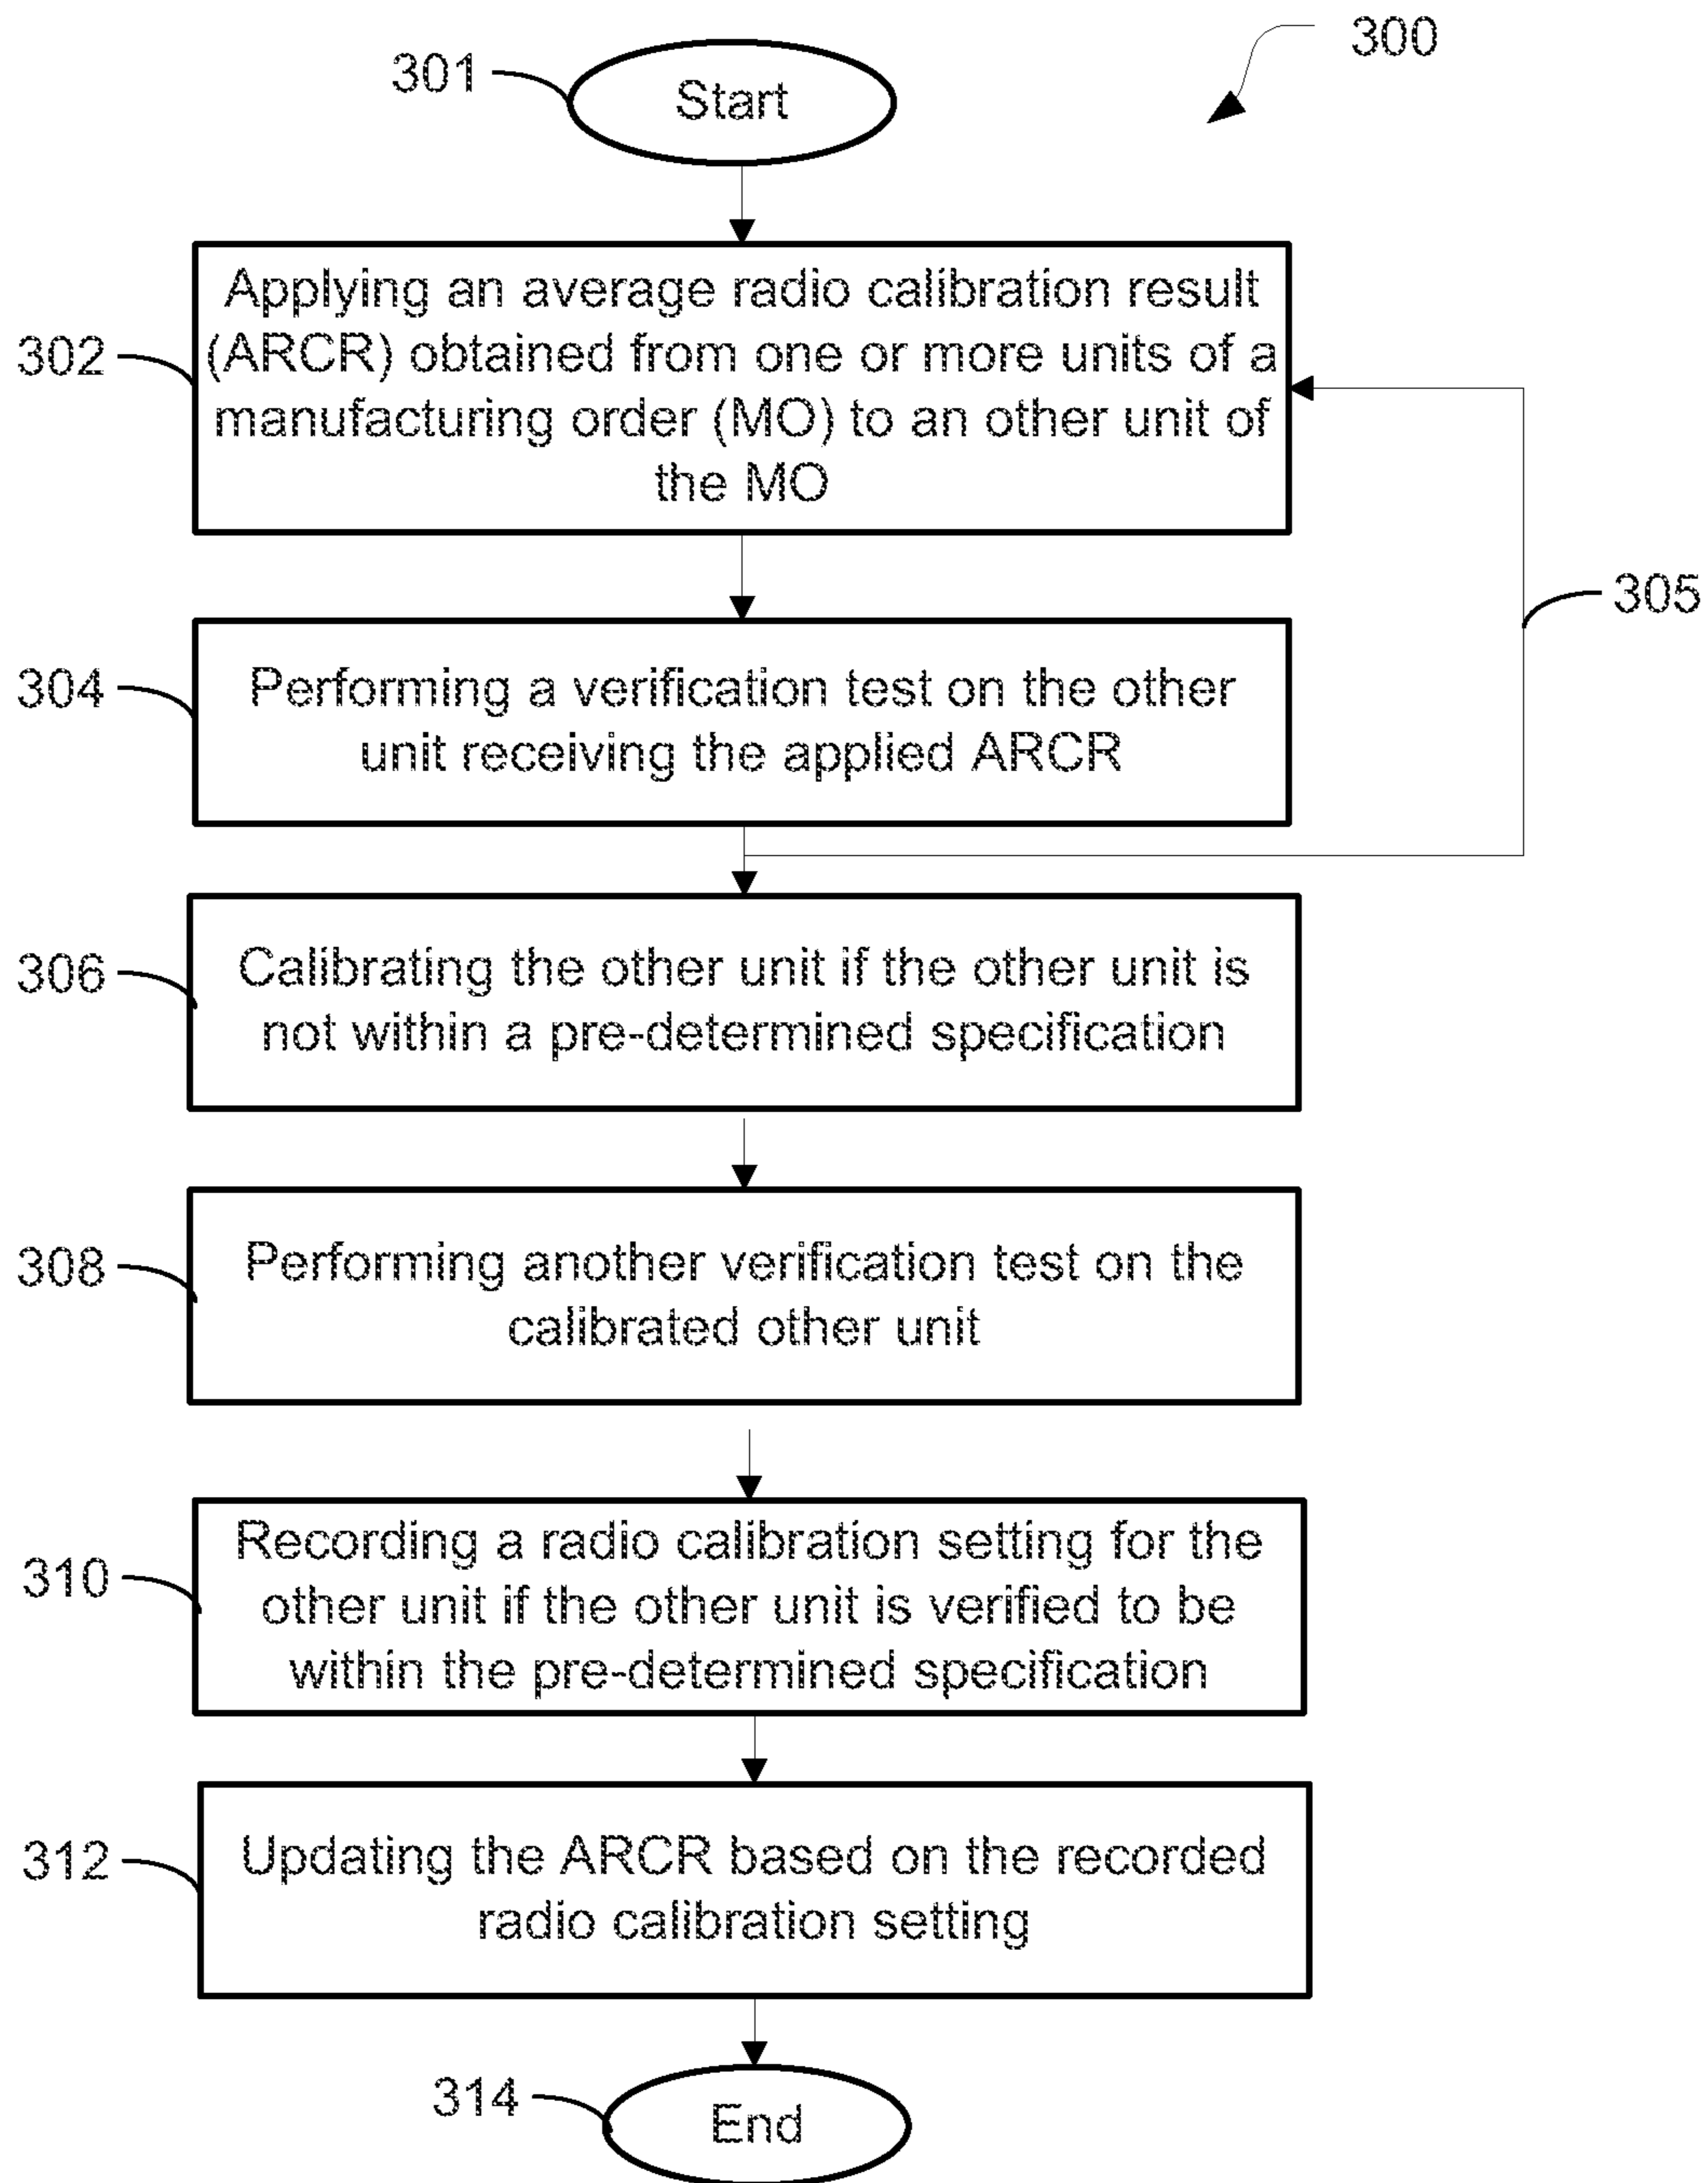 300
301
Start
302
Applying an average radio calibration result
(ARCR) obtained from one or more units of a
manufacturing order (MO) to an other unit of
the MO
305
304
Performing a verification test on the other
unit receiving the applied ARCR
306
Calibrating the other unit if the other unit is
not within a pre-determined specification
308
Performing another verification test on the
calibrated other unit
310
Recording a radio calibration setting for the
other unit if the other unit is verified to be
within the pre-determined specification
312
Updating the ARCR based on the recorded
radio calibration setting
314
End